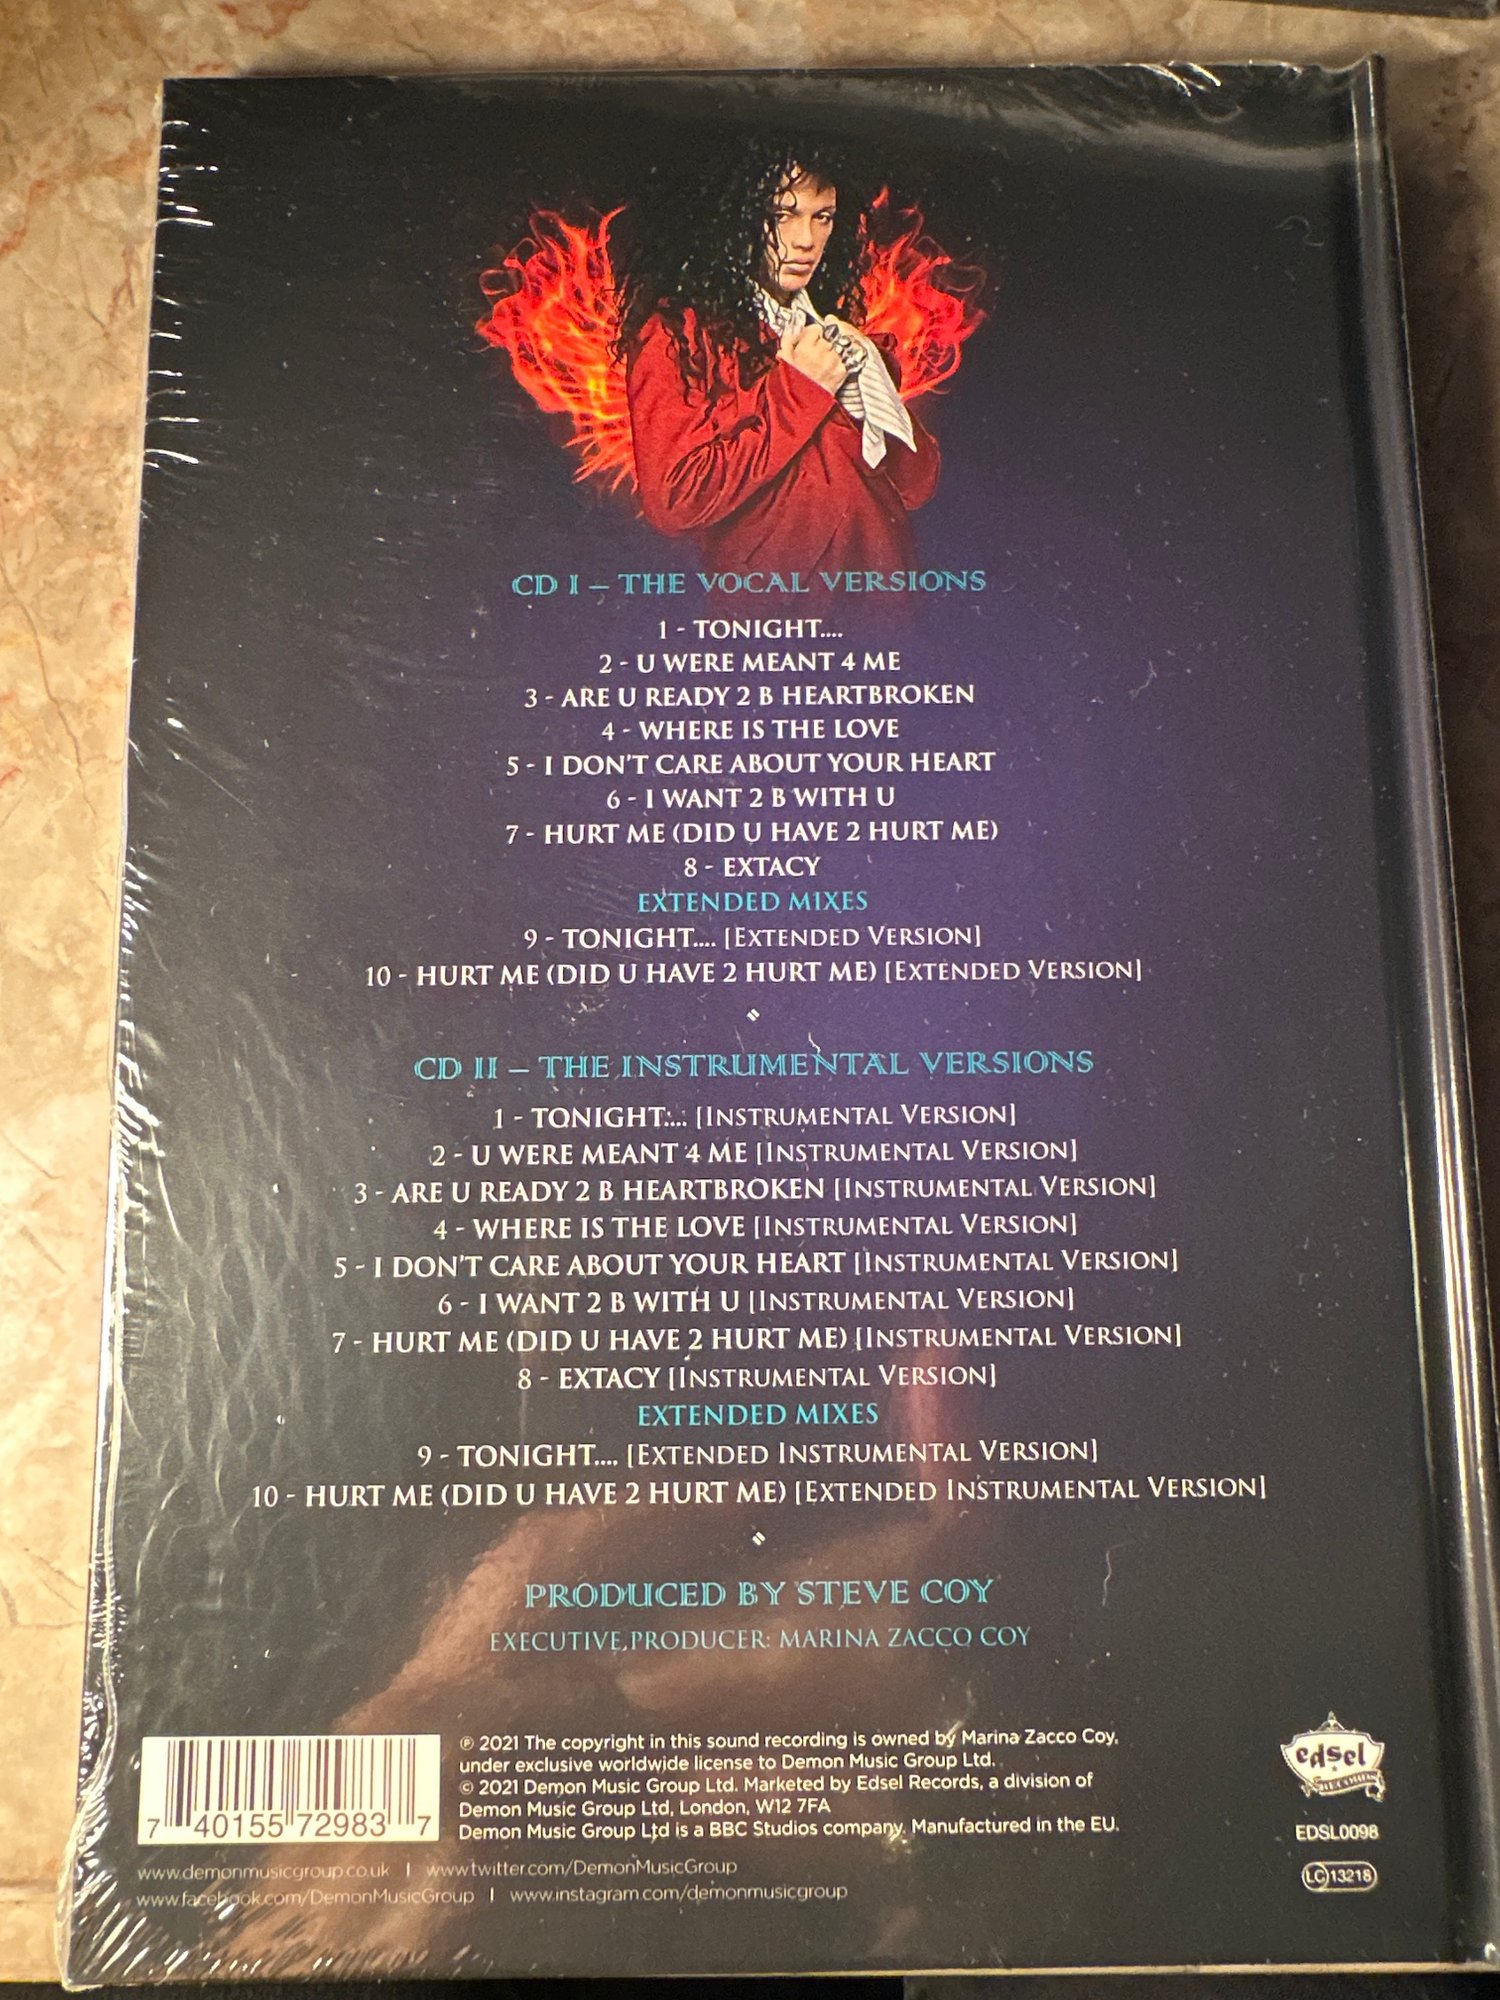 CD I – THE VOCAL VERSIONS
1 - TONIGHT....
2 - U WERE MEANT 4 ME
3 - ARE U READY 2 B HEARTBROKEN
4 - WHERE IS THE LOVE
5 - I DON'T CARE ABOUT YOUR HEART
6 - I WANT 2 B WITH U
7 - HURT ME (DID U HAVE 2 HURT ME)
8 - EXTACY
EXTENDED MIXES
9 - TONIGHT.... [EXTENDED VERSION]
10 - HURT ME (DID U HAVE 2 HURT ME) [EXTENDED VERSION]
CD II – THE INSTRUMENTAL VERSIONS
1 - TONIGHT.... [INSTRUMENTAL VERSION]
2 - U WERE MEANT 4 ME [INSTRUMENTAL VERSION]
3 - ARE U READY 2 B HEARTBROKEN [INSTRUMENTAL VERSION]
4 - WHERE IS THE LOVE [INSTRUMENTAL VERSION]
5 - I DON'T CARE ABOUT YOUR HEART [INSTRUMENTAL VERSION]
6 - I WANT 2 B WITH U [INSTRUMENTAL VERSION]
7 - HURT ME (DID U HAVE 2 HURT ME) [INSTRUMENTAL VERSION]
8 - EXTACY [INSTRUMENTAL VERSION]
EXTENDED MIXES
9 - TONIGHT.... [EXTENDED INSTRUMENTAL VERSION]
10 - HURT ME (DID U HAVE 2 HURT ME) [EXTENDED INSTRUMENTAL VERSION]
PRODUCED BY STEVE COY
EXECUTIVE PRODUCER: MARINA ZACCO COY
℗ 2021 The copyright in this sound recording is owned by Marina Zacco Coy,
under exclusive worldwide license to Demon Music Group Ltd.
© 2021 Demon Music Group Ltd. Marketed by Edsel Records, a division of
Demon Music Group Ltd, London, W12 7FA
Demon Music Group Ltd is a BBC Studios company. Manufactured in the EU.
7 40155 72983 7
www.demonmusicgroup.co.uk | www.twitter.com/DemonMusicGroup
www.facebook.com/DemonMusicGroup | www.instagram.com/demonmusicgroup
edsel
RECORDS
EDSL0098
LC 13218